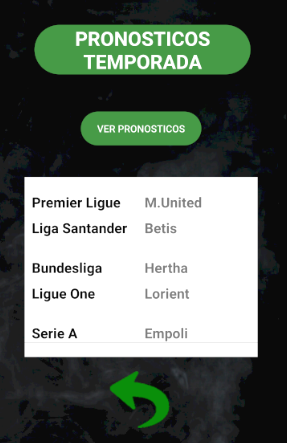 PRONOSTICOS
TEMPORADA
VER PRONOSTICOS
Premier Ligue M.United
Liga Santander Betis
Bundesliga Hertha
Ligue One Lorient
Serie A Empoli